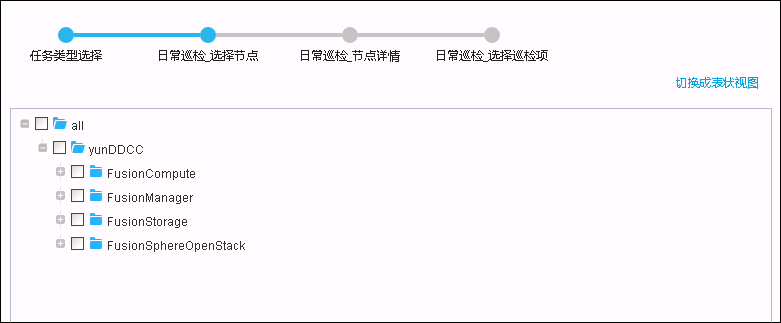 任务类型选择 日常巡检_选择节点 日常巡检_节点详情 日常巡检_选择巡检项
切换成表状视图
all
yunDDCC
FusionCompute
FusionManager
FusionStorage
FusionSphereOpenStack